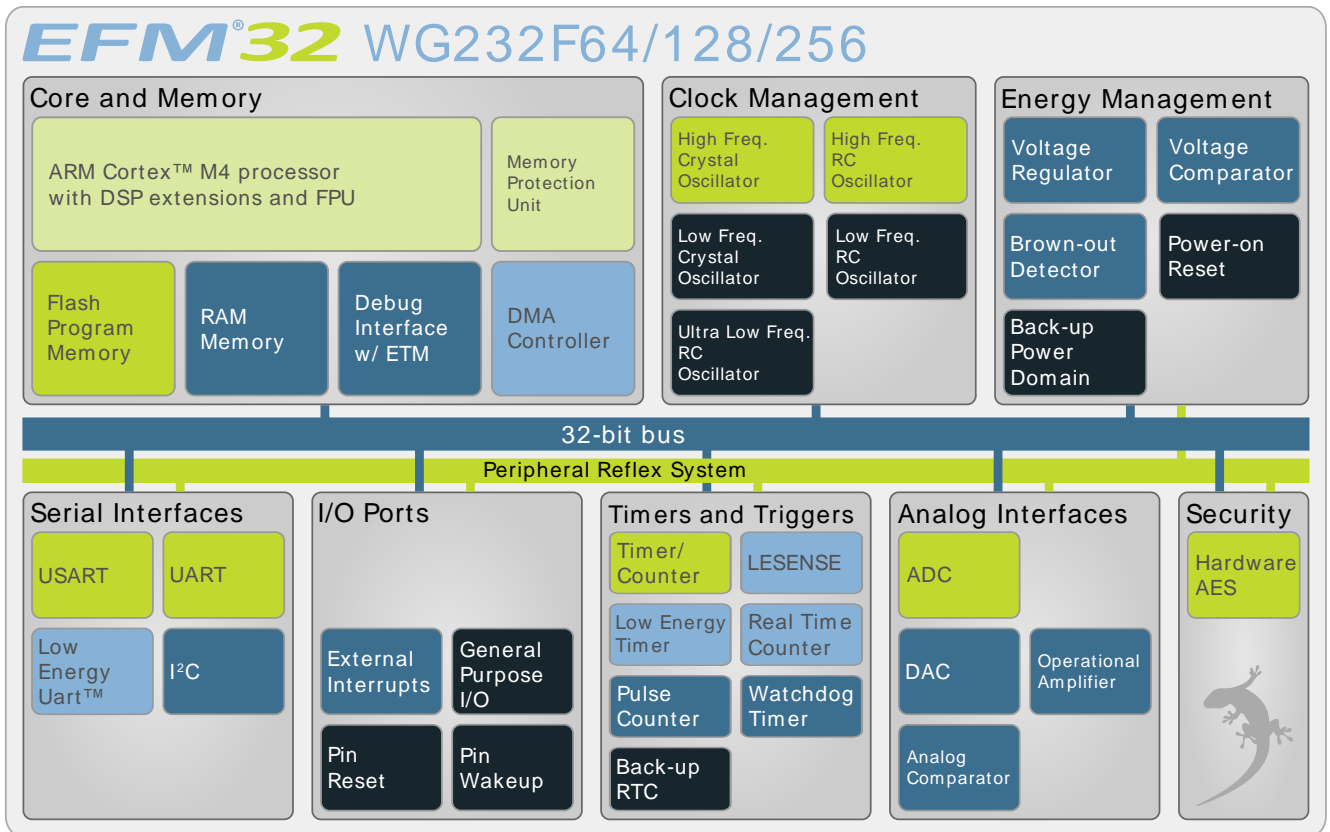 EFM®32 WG232F64/128/256
Core and Memory
ARM Cortex™ M4 processor
with DSP extensions and FPU
Memory
Protection
Unit
Flash
Program
Memory
RAM
Memory
Debug
Interface
w/ ETM
DMA
Controller
Clock Management
High Freq.
Crystal
Oscillator
High Freq.
RC
Oscillator
Low Freq.
Crystal
Oscillator
Low Freq.
RC
Oscillator
Ultra Low Freq.
RC
Oscillator
Energy Management
Voltage
Regulator
Voltage
Comparator
Brown-out
Detector
Power-on
Reset
Back-up
Power
Domain
32-bit bus
Peripheral Reflex System
Serial Interfaces
USART
UART
Low
Energy
Uart™
I²C
I/O Ports
External
Interrupts
General
Purpose
I/O
Pin
Reset
Pin
Wakeup
Timers and Triggers
Timer/
Counter
LESENSE
Low Energy
Timer
Real Time
Counter
Pulse
Counter
Watchdog
Timer
Back-up
RTC
Analog Interfaces
ADC
DAC
Operational
Amplifier
Analog
Comparator
Security
Hardware
AES